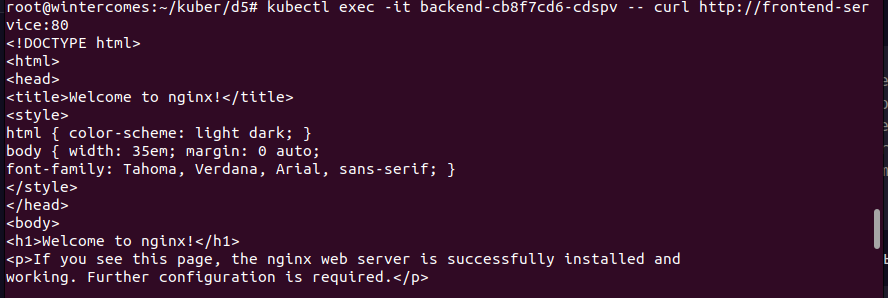 root@wintercomes:~/kuber/d5# kubectl exec -it backend-cb8f7cd6-cdspv -- curl http://frontend-ser
vice:80
<!DOCTYPE html>
<html>
<head>
<title>Welcome to nginx!</title>
<style>
html { color-scheme: light dark; }
body { width: 35em; margin: 0 auto;
font-family: Tahoma, Verdana, Arial, sans-serif; }
</style>
</head>
<body>
<h1>Welcome to nginx!</h1>
<p>If you see this page, the nginx web server is successfully installed and
working. Further configuration is required.</p>